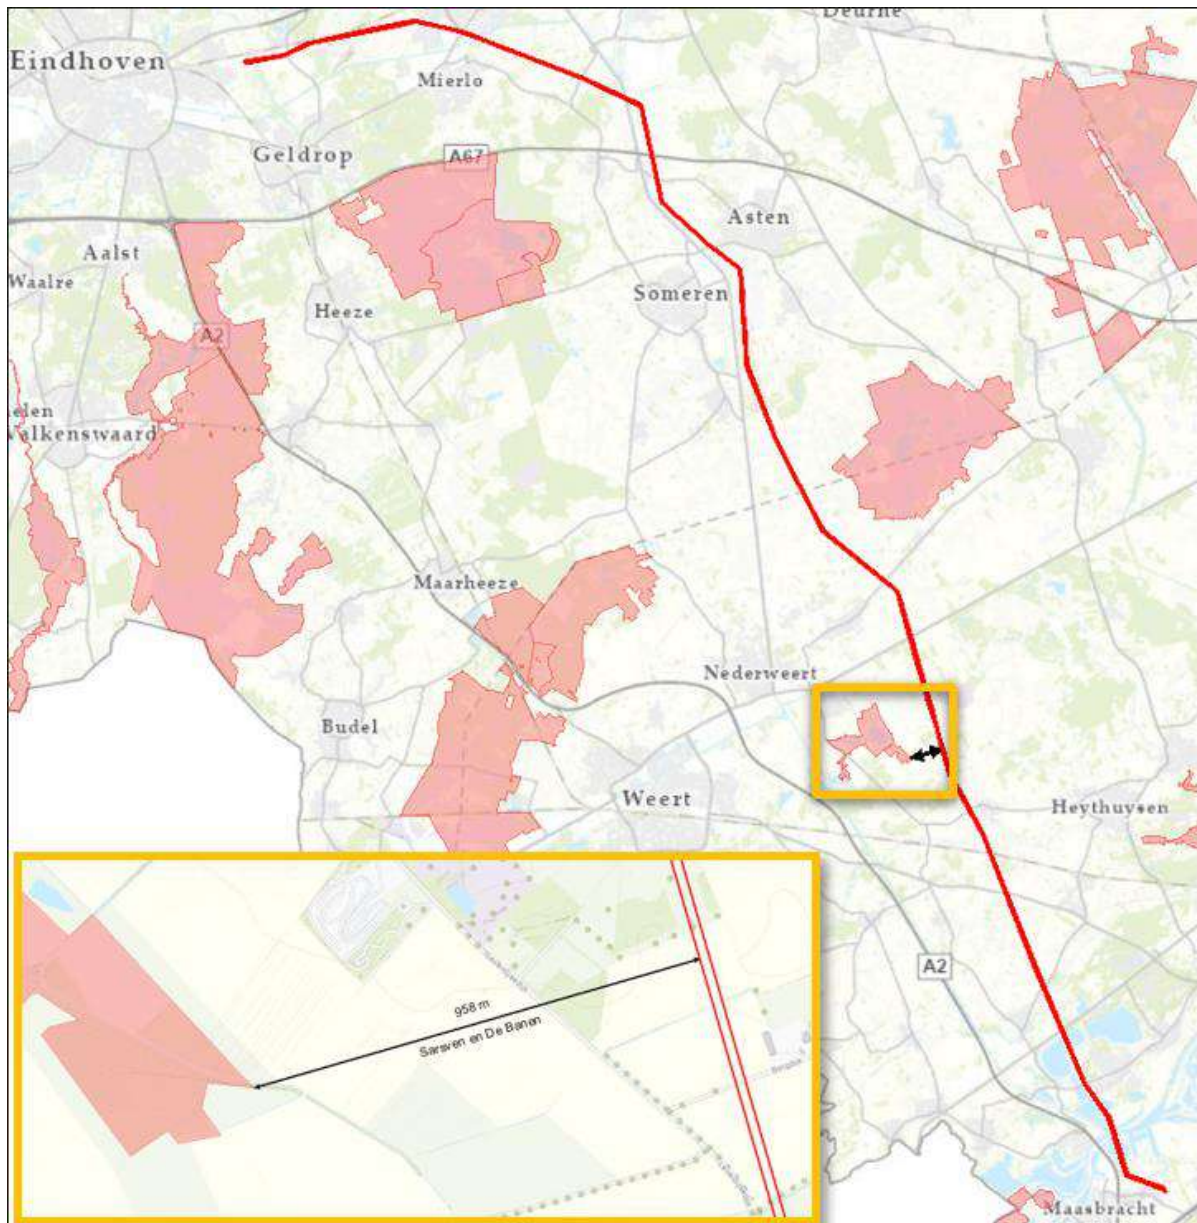 Deurne
Eindhoven
Mierlo
Geldrop
A67
Asten
Aalst
Waalre
Someren
Heeze
A2
elen
Valkenswaard
Maarheeze
Nederweert
Budel
Weert
Heythuysen
958 m
Sarsven en De Banen
A2
Maasbracht